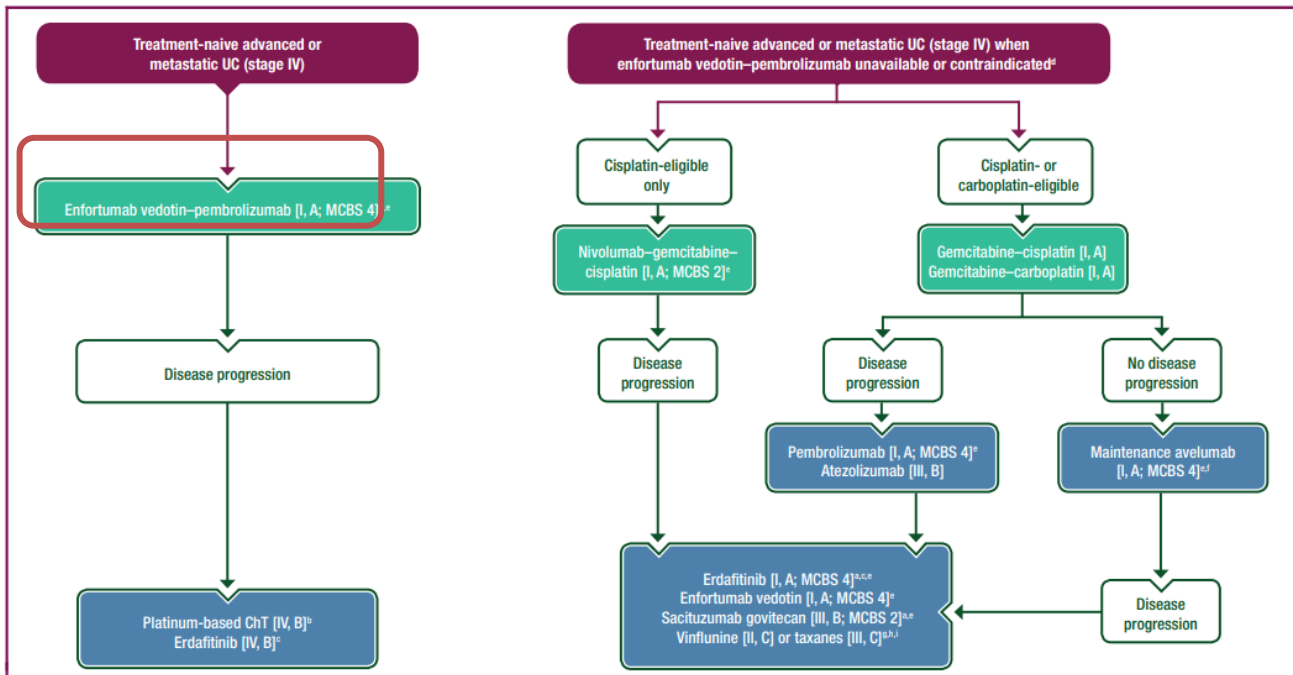 Treatment-naive advanced or
metastatic UC (stage IV)
Enfortumab vedotin–pembrolizumab [I, A; MCBS 4],e
Disease progression
Platinum-based ChT [IV, B]b
Erdafitinib [IV, B]c
Treatment-naive advanced or metastatic UC (stage IV) when
enfortumab vedotin–pembrolizumab unavailable or contraindicatedd
Cisplatin-eligible
only
Cisplatin- or
carboplatin-eligible
Nivolumab–gemcitabine–
cisplatin [I, A; MCBS 2]e
Gemcitabine–cisplatin [I, A]
Gemcitabine–carboplatin [I, A]
Disease
progression
Disease
progression
No disease
progression
Pembrolizumab [I, A; MCBS 4]e
Atezolizumab [III, B]
Maintenance avelumab
[I, A; MCBS 4]e,f
Erdafitinib [I, A; MCBS 4]a,c,e
Enfortumab vedotin [I, A; MCBS 4]e
Sacituzumab govitecan [III, B; MCBS 2]a,e
Vinflunine [II, C] or taxanes [III, C]g,h,i
Disease
progression